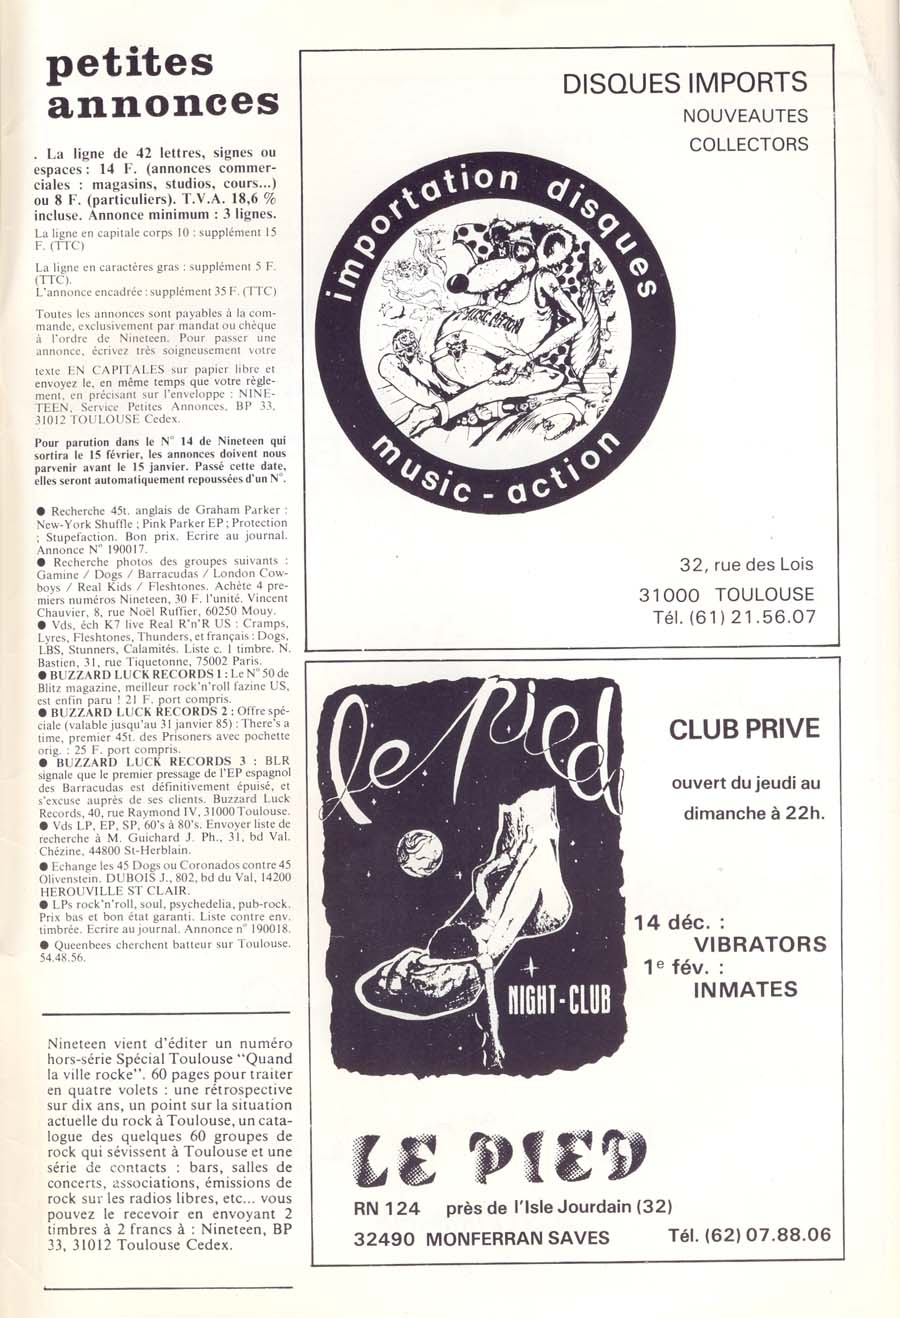 petites
annonces
. La ligne de 42 lettres, signes ou
espaces : 14 F. (annonces commer-
ciales : magasins, studios, cours...)
ou 8 F. (particuliers). T.V.A. 18,6 %
incluse. Annonce minimum : 3 lignes.
La ligne en capitale corps 10 : supplément 15
F. (TTC)
La ligne en caractères gras : supplément 5 F.
(TTC).
L'annonce encadrée : supplément 35 F. (TTC)
Toutes les annonces sont payables à la com-
mande, exclusivement par mandat ou chèque
à l'ordre de Nineteen. Pour passer une
annonce, écrivez très soigneusement votre
texte EN CAPITALES sur papier libre et
envoyez le, en même temps que votre règle-
ment, en précisant sur l'enveloppe : NINE-
TEEN, Service Petites Annonces, BP 33,
31012 TOULOUSE Cedex.
Pour parution dans le N° 14 de Nineteen qui
sortira le 15 février, les annonces doivent nous
parvenir avant le 15 janvier. Passé cette date,
elles seront automatiquement repoussées d'un N°.
● Recherche 45t. anglais de Graham Parker :
New-York Shuffle ; Pink Parker EP ; Protection
; Stupefaction. Bon prix. Ecrire au journal.
Annonce N° 190017.
● Recherche photos des groupes suivants :
Gamine / Dogs / Barracudas / London Cow-
boys / Real Kids / Fleshtones. Achète 4 pre-
miers numéros Nineteen, 30 F. l'unité. Vincent
Chauvier, 8, rue Noël Ruffier, 60250 Mouy.
● Vds, éch K7 live Real R'n'R US : Cramps,
Lyres, Fleshtones, Thunders, et français : Dogs,
LBS, Stunners, Calamités. Liste c. 1 timbre. N.
Bastien, 31, rue Tiquetonne, 75002 Paris.
● BUZZARD LUCK RECORDS 1 : Le N° 50 de
Blitz magazine, meilleur rock'n'roll fazine US,
est enfin paru ! 21 F. port compris.
● BUZZARD LUCK RECORDS 2 : Offre spé-
ciale (valable jusqu'au 31 janvier 85) : There's a
time, premier 45t. des Prisoners avec pochette
orig. : 25 F. port compris.
● BUZZARD LUCK RECORDS 3 : BLR
signale que le premier pressage de l'EP espagnol
des Barracudas est définitivement épuisé, et
s'excuse auprès de ses clients. Buzzard Luck
Records, 40, rue Raymond IV, 31000 Toulouse.
● Vds LP, EP, SP, 60's à 80's. Envoyer liste de
recherche à M. Guichard J. Ph., 31, bd Val.
Chézine, 44800 St-Herblain.
● Echange les 45 Dogs ou Coronados contre 45
Olivenstein. DUBOIS J., 802, bd du Val, 14200
HEROUVILLE ST CLAIR.
● LPs rock'n'roll, soul, psychedelia, pub-rock.
Prix bas et bon état garanti. Liste contre env.
timbrée. Ecrire au journal. Annonce n° 190018.
● Queenbees cherchent batteur sur Toulouse.
54.48.56.
Nineteen vient d'éditer un numéro
hors-série Spécial Toulouse "Quand
la ville rocke". 60 pages pour traiter
en quatre volets : une rétrospective
sur dix ans, un point sur la situation
actuelle du rock à Toulouse, un cata-
logue des quelques 60 groupes de
rock qui sévissent à Toulouse et une
série de contacts : bars, salles de
concerts, associations, émissions de
rock sur les radios libres, etc... vous
pouvez le recevoir en envoyant 2
timbres à 2 francs à : Nineteen, BP
33, 31012 Toulouse Cedex.
DISQUES IMPORTS
NOUVEAUTES
COLLECTORS
importation disques
MUSIC ACTION
music - action
32, rue des Lois
31000 TOULOUSE
Tél. (61) 21.56.07
le Pied
NIGHT-CLUB
CLUB PRIVE
ouvert du jeudi au
dimanche à 22h.
14 déc. :
VIBRATORS
1e fév. :
INMATES
LE PIED
RN 124 près de l'Isle Jourdain (32)
32490 MONFERRAN SAVES Tél. (62) 07.88.06